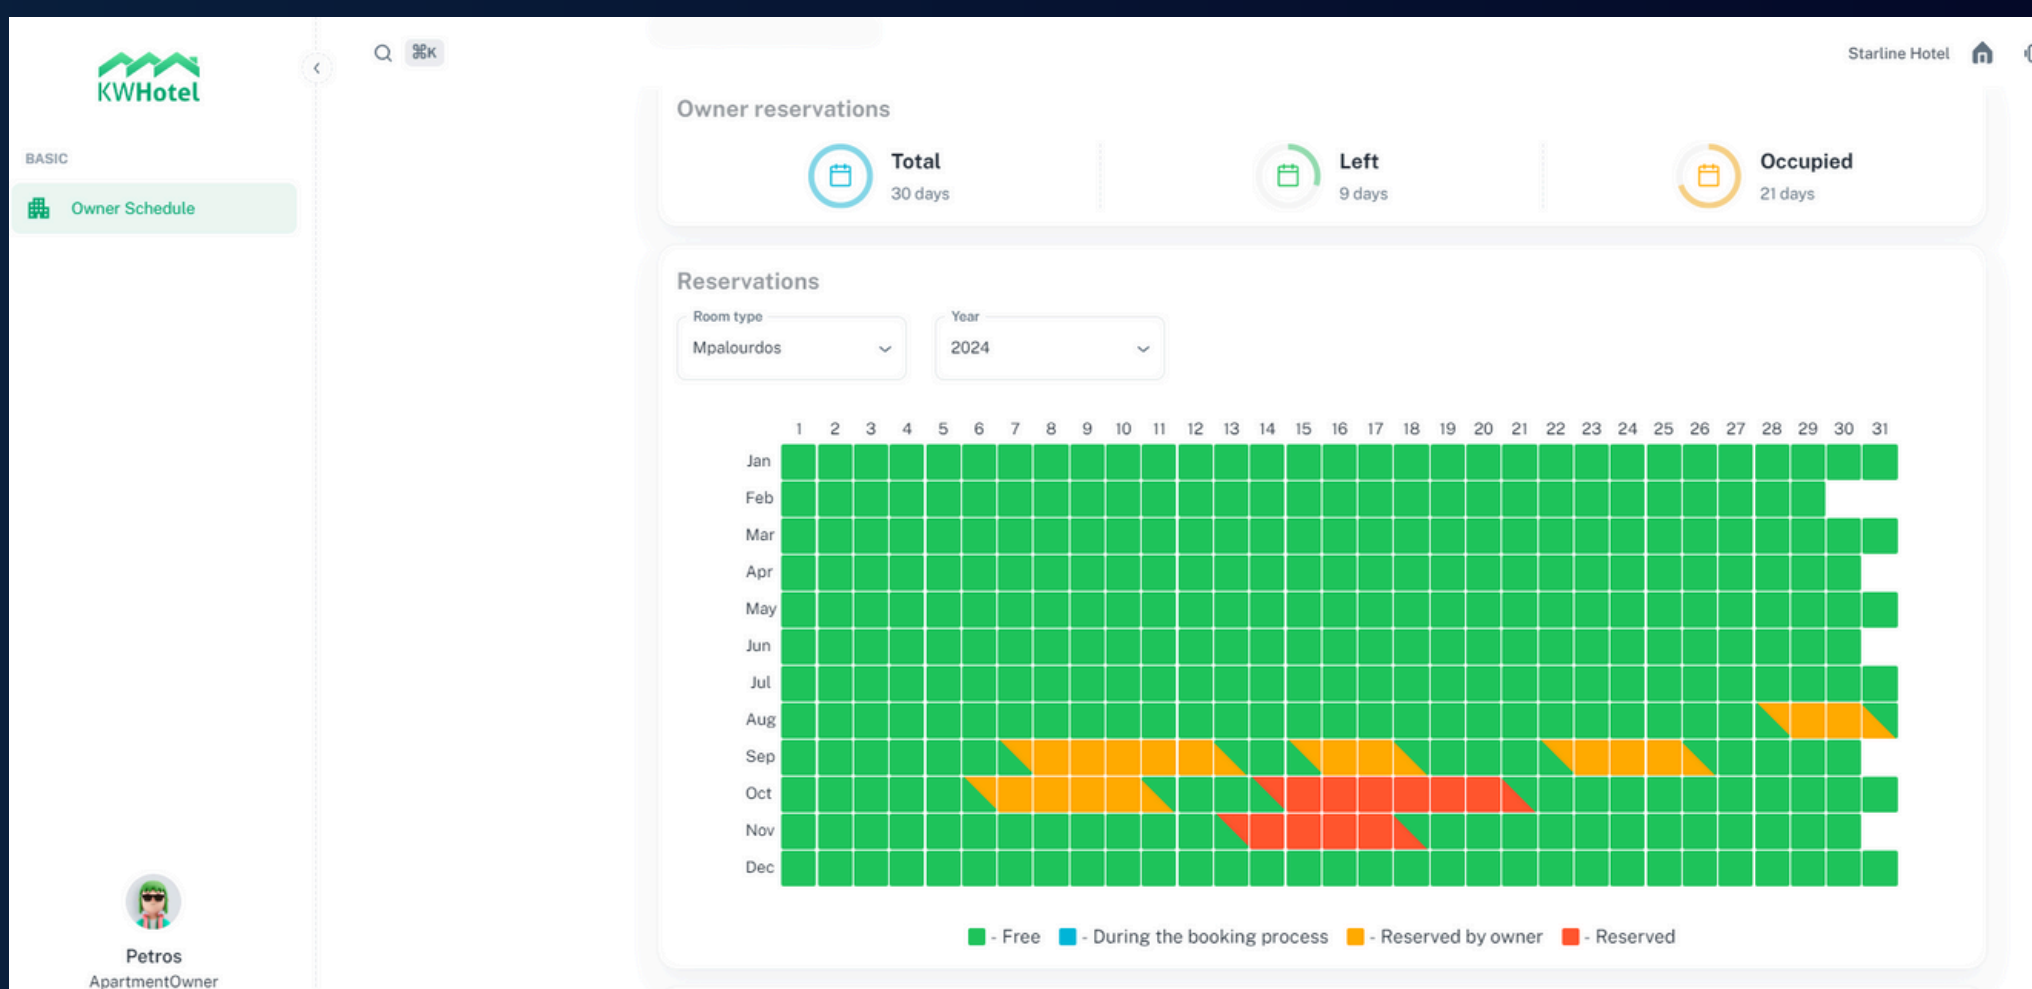 KWHotel
⌘K
Starline Hotel
BASIC
Owner Schedule
Owner reservations
Total
30 days
Left
9 days
Occupied
21 days
Reservations
Room type
Mpalourdos
Year
2024
1 2 3 4 5 6 7 8 9 10 11 12 13 14 15 16 17 18 19 20 21 22 23 24 25 26 27 28 29 30 31
Jan
Feb
Mar
Apr
May
Jun
Jul
Aug
Sep
Oct
Nov
Dec
- Free - During the booking process - Reserved by owner - Reserved
Petros
ApartmentOwner